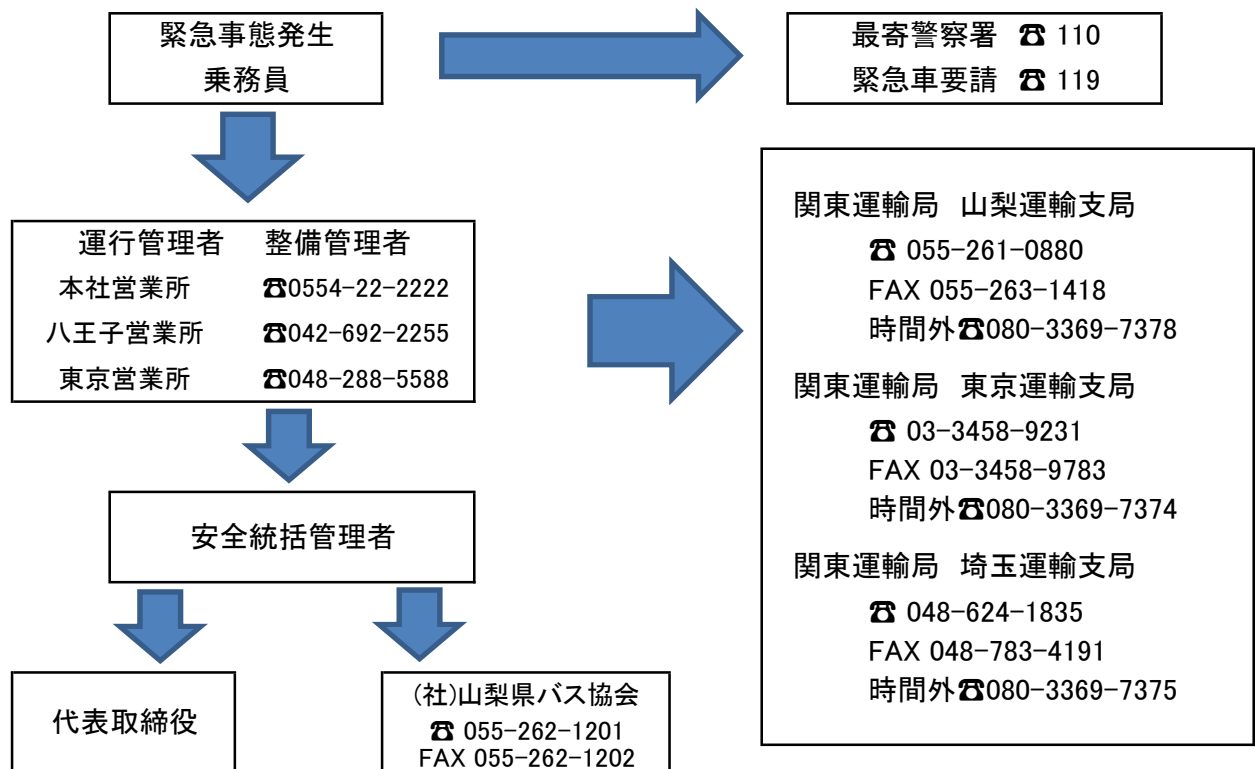 緊急事態発生
乗務員
最寄警察署 ☎ 110
緊急車要請 ☎ 119
運行管理者 整備管理者
本社営業所 ☎0554-22-2222
八王子営業所 ☎042-692-2255
東京営業所 ☎048-288-5588
関東運輸局 山梨運輸支局
☎ 055-261-0880
FAX 055-263-1418
時間外☎080-3369-7378
関東運輸局 東京運輸支局
☎ 03-3458-9231
FAX 03-3458-9783
時間外☎080-3369-7374
関東運輸局 埼玉運輸支局
☎ 048-624-1835
FAX 048-783-4191
時間外☎080-3369-7375
安全統括管理者
代表取締役
(社)山梨県バス協会
☎ 055-262-1201
FAX 055-262-1202